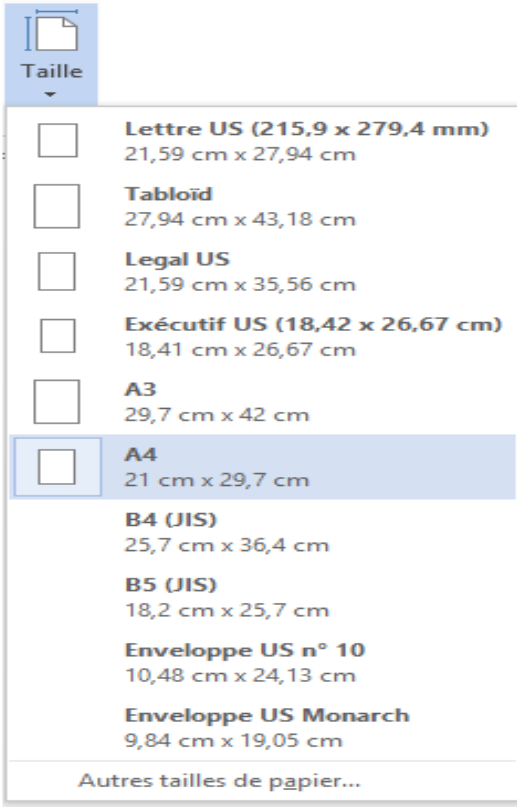 Taille
Lettre US (215,9 x 279,4 mm)
21,59 cm x 27,94 cm
Tabloïd
27,94 cm x 43,18 cm
Legal US
21,59 cm x 35,56 cm
Exécutif US (18,42 x 26,67 cm)
18,41 cm x 26,67 cm
A3
29,7 cm x 42 cm
A4
21 cm x 29,7 cm
B4 (JIS)
25,7 cm x 36,4 cm
B5 (JIS)
18,2 cm x 25,7 cm
Enveloppe US n° 10
10,48 cm x 24,13 cm
Enveloppe US Monarch
9,84 cm x 19,05 cm
Autres tailles de papier...